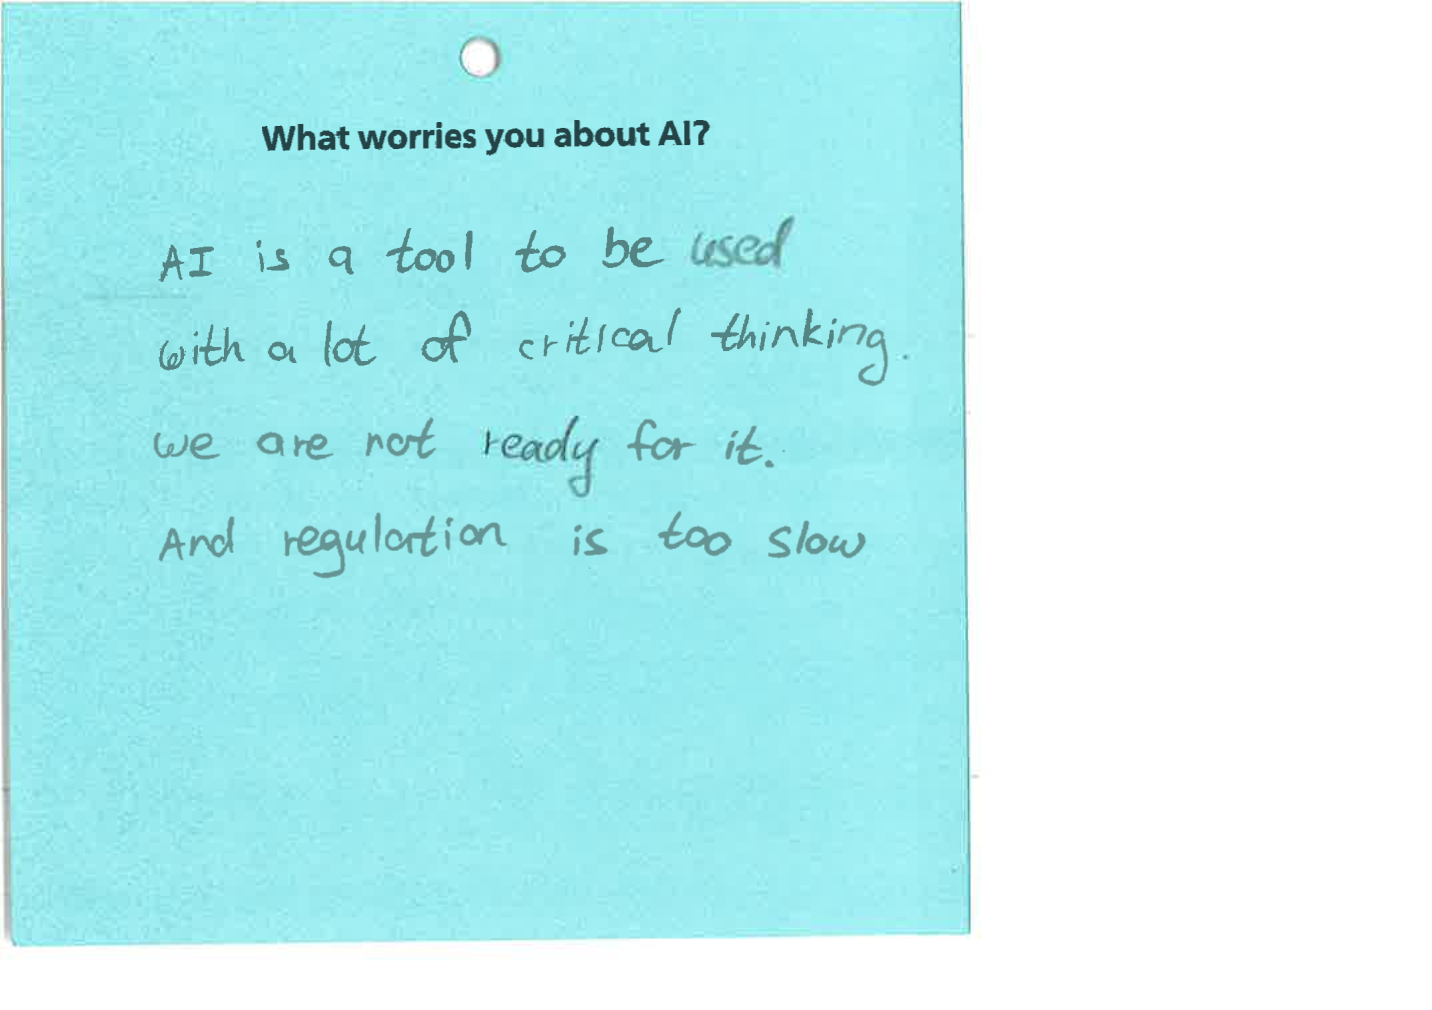 What worries you about AI?
AI is a tool to be used
with a lot of critical thinking.
we are not ready for it.
And regulation is too slow